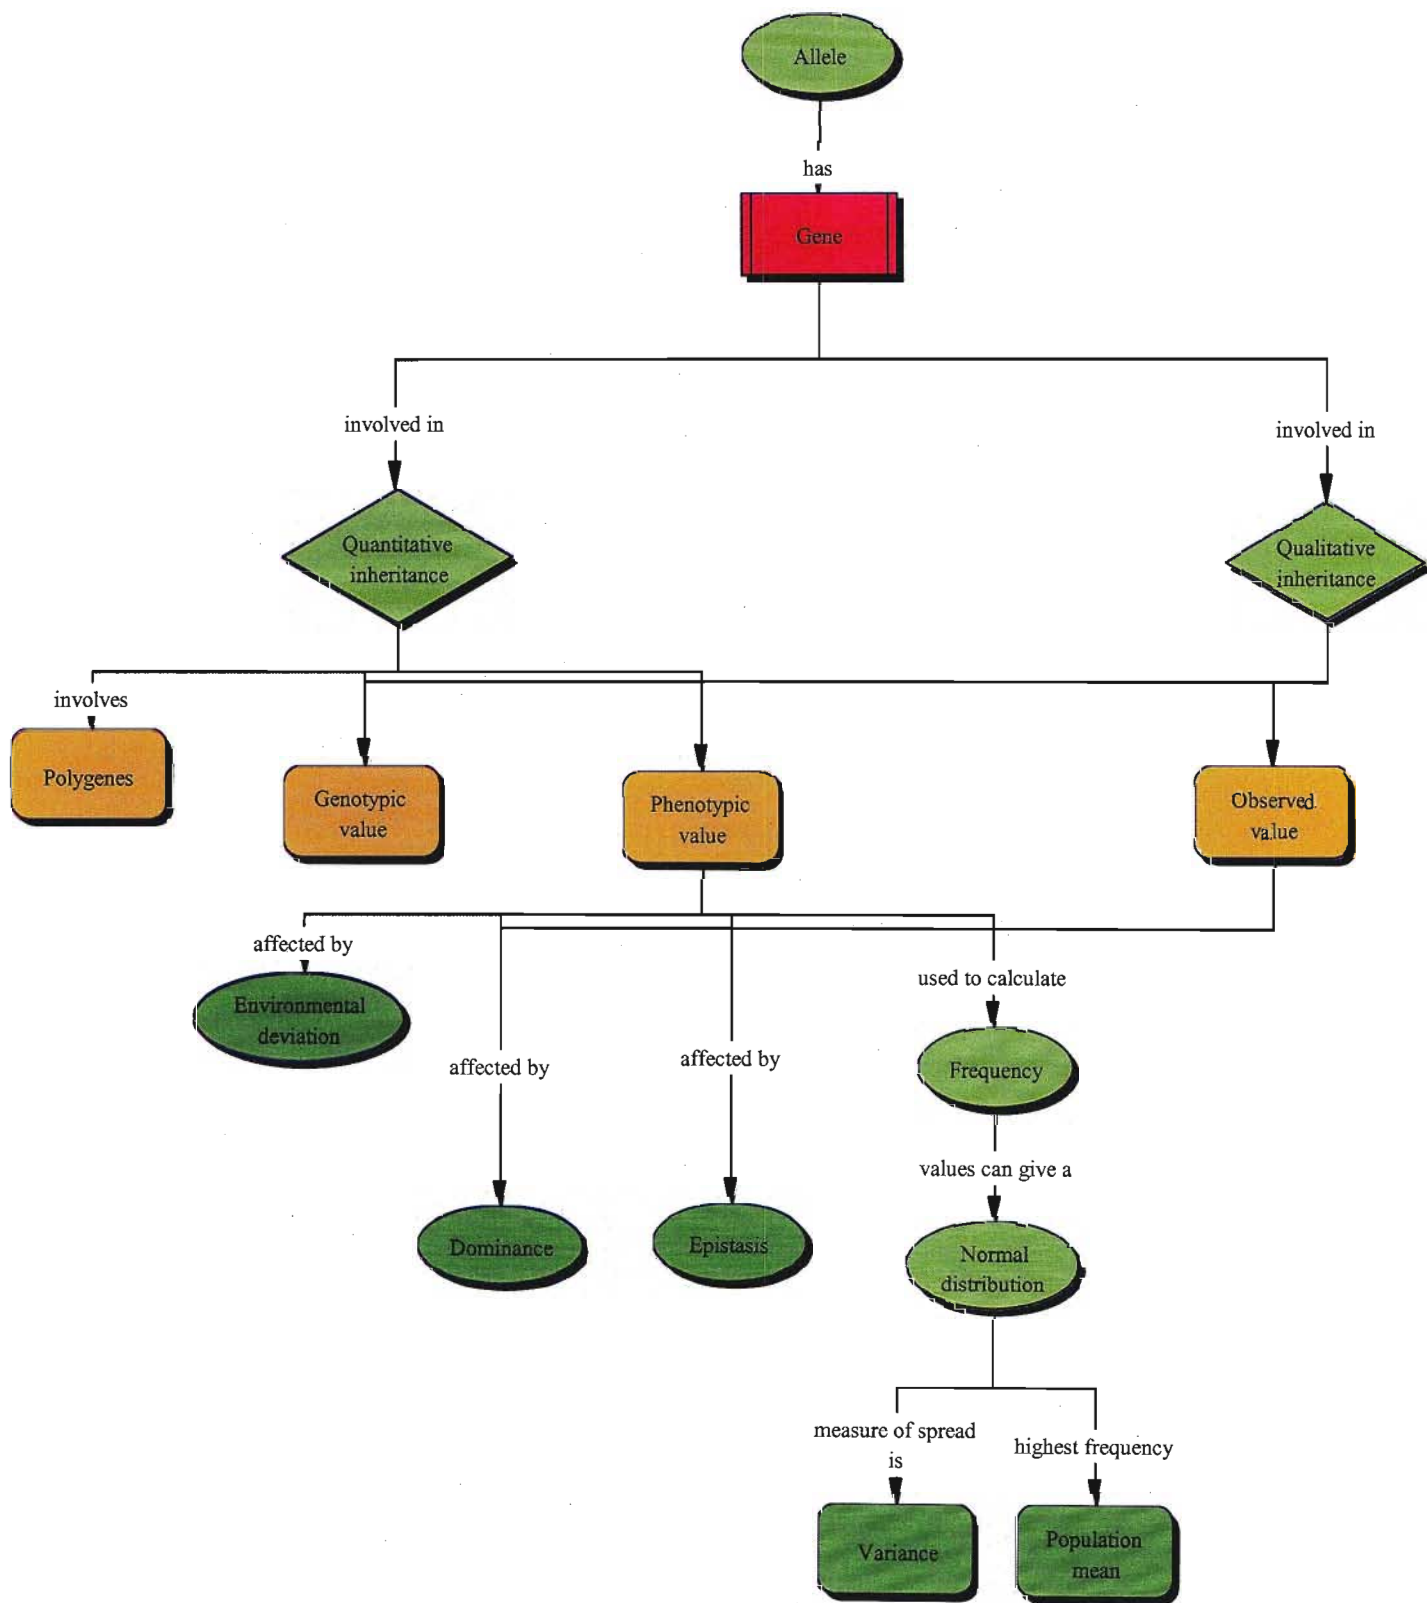 Allele
has
Gene
involved in
involved in
Quantitative
inheritance
Qualitative
inheritance
involves
Polygenes
Genotypic
value
Phenotypic
value
Observed
value
affected by
Environmental
deviation
affected by
affected by
used to calculate
Frequency
values can give a
Dominance
Epistasis
Normal
distribution
measure of spread
is
highest frequency
Variance
Population
mean